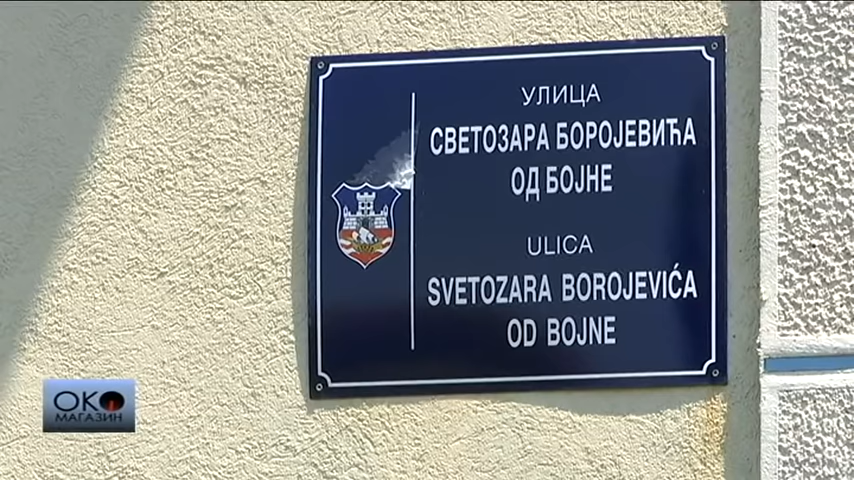 УЛИЦА
СВЕТОЗАРА БОРОЈЕВИЋА
ОД БОЈНЕ
ULICA
SVETOZARA BOROJEVIĆA
OD BOJNE
ОКО
МАГАЗИН